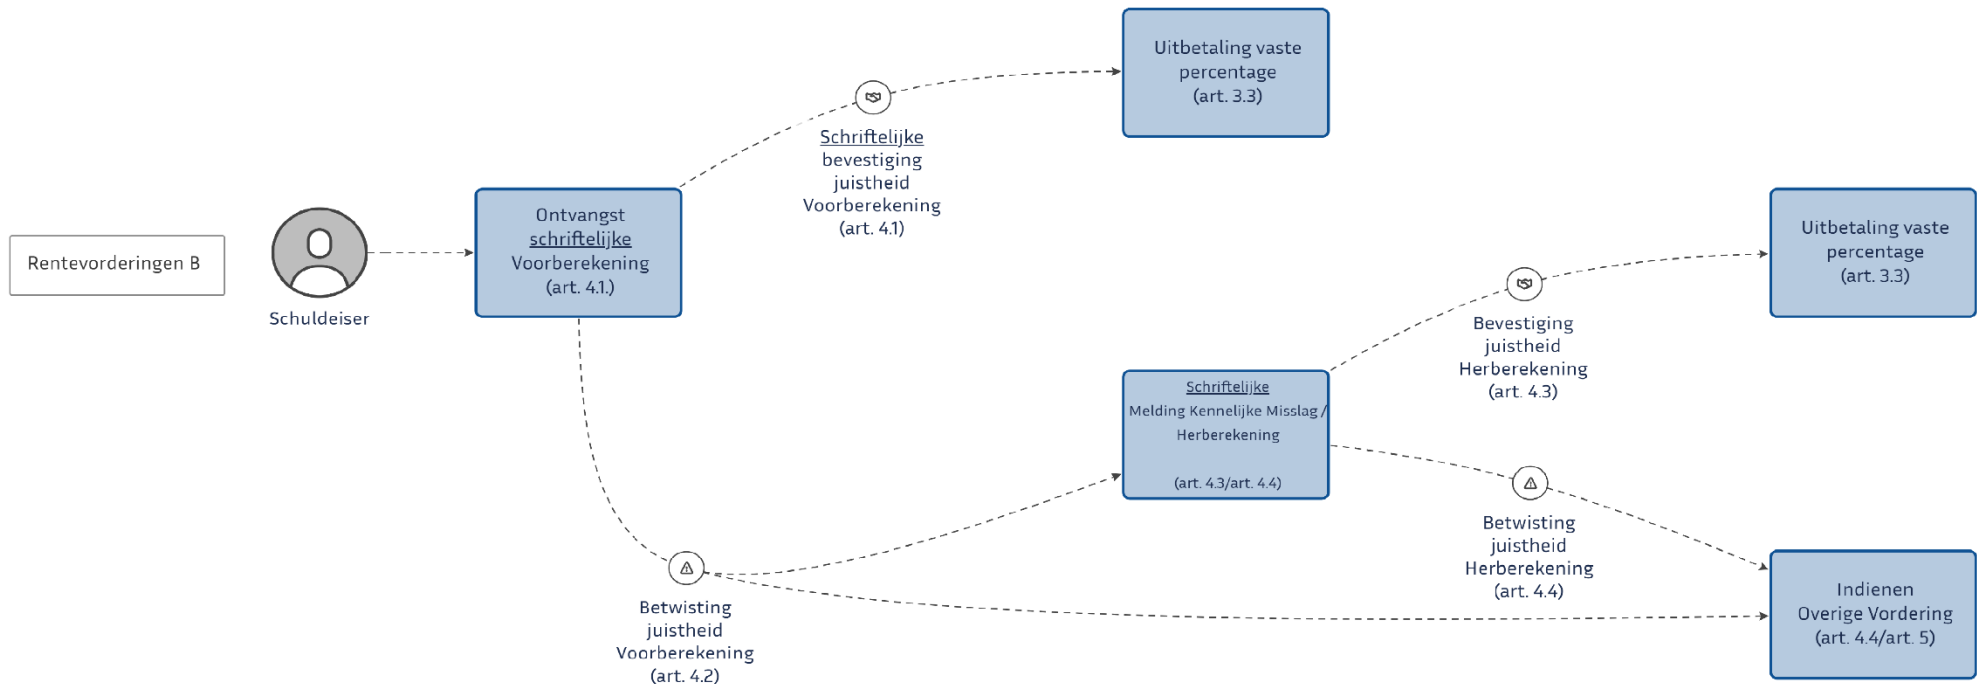 Rentevorderingen B
Schuldeiser
Ontvangst
schriftelijke
Voorberekening
(art. 4.1.)
Schriftelijke
bevestiging
juistheid
Voorberekening
(art. 4.1)
Uitbetaling vaste
percentage
(art. 3.3)
Betwisting
juistheid
Voorberekening
(art. 4.2)
Schriftelijke
Melding Kennelijke Misslag /
Herberekening
(art. 4.3/art. 4.4)
Bevestiging
juistheid
Herberekening
(art. 4.3)
Uitbetaling vaste
percentage
(art. 3.3)
Betwisting
juistheid
Herberekening
(art. 4.4)
Indienen
Overige Vordering
(art. 4.4/art. 5)